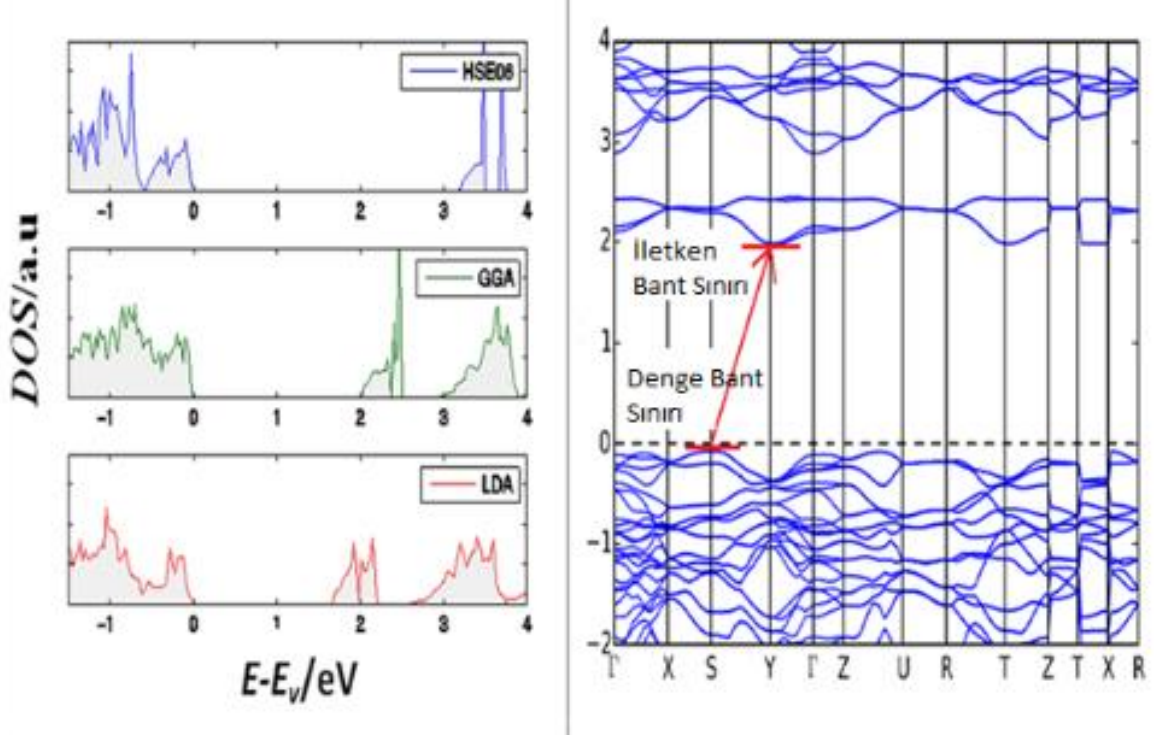 DOS/a.u
HSE06
-1 0 1 2 3 4
GGA
-1 0 1 2 3 4
LDA
-1 0 1 2 3 4
E-Ev/eV
4
3
2
1
0
-1
-2
İletken
Bant Sınırı
Denge Bant
Sınırı
Γ X S Y Γ Z U R T Z T X R